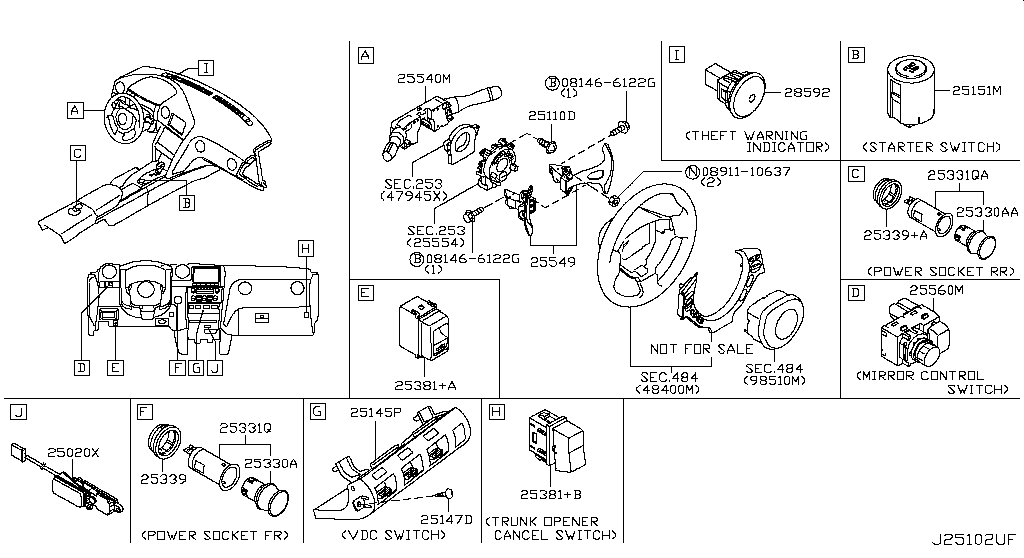 I
A
C
B
H
D
E
F
G
J
A
25540M
B08146-6122G
(1)
25110D
SEC.253
(47945X)
N08911-10637
(2)
SEC.253
(25554)
B08146-6122G
(1)
25549
NOT FOR SALE
SEC.484
(48400M)
SEC.484
(98510M)
I
28592
(THEFT WARNING
INDICATOR)
B
25151M
(STARTER SWITCH)
C
25331QA
25330AA
25339+A
(POWER SOCKET RR)
D
25560M
(MIRROR CONTROL
SWITCH)
E
25381+A
J
25020X
F
25331Q
25330A
25339
(POWER SOCKET FR)
G
25145P
25147D
(VDC SWITCH)
H
25381+B
(TRUNK OPENER
CANCEL SWITCH)
J25102UF